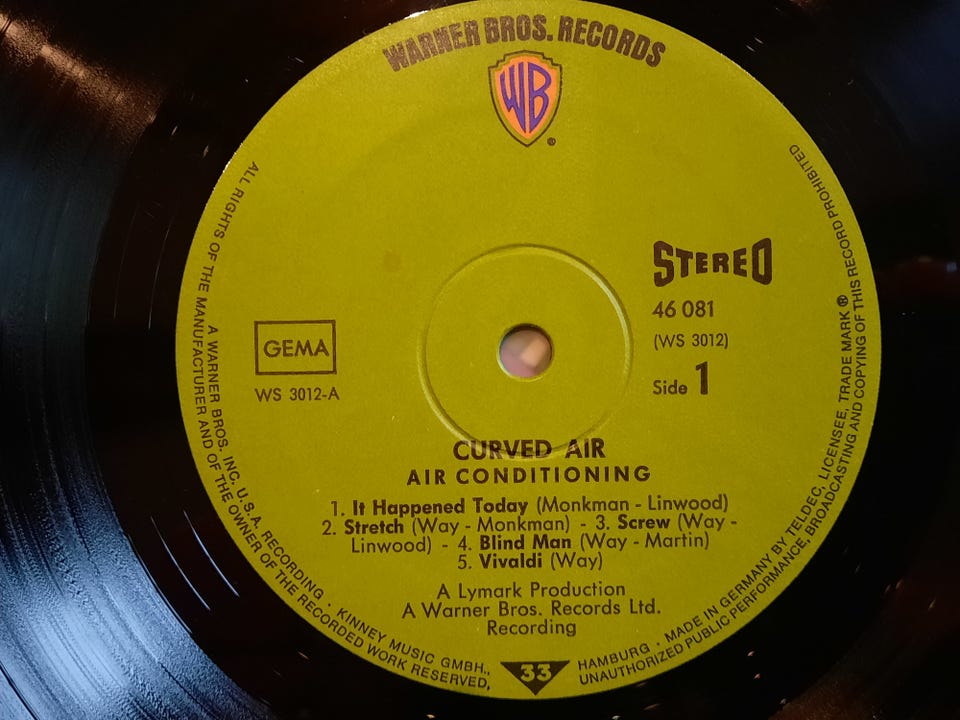 WARNER BROS. RECORDS
WB
®
STEREO
46 081
(WS 3012)
Side 1
GEMA
WS 3012-A
CURVED AIR
AIR CONDITIONING
1. It Happened Today (Monkman - Linwood)
2. Stretch (Way - Monkman) - 3. Screw (Way -
Linwood) - 4. Blind Man (Way - Martin)
5. Vivaldi (Way)
A Lymark Production
A Warner Bros. Records Ltd.
Recording
33
A WARNER BROS. INC. U.S.A. RECORDING · KINNEY MUSIC GMBH., HAMBURG · MADE IN GERMANY BY TELDEC, LICENSEE, TRADE MARK ®
ALL RIGHTS OF THE MANUFACTURER AND OF THE OWNER OF THE RECORDED WORK RESERVED, UNAUTHORIZED PUBLIC PERFORMANCE, BROADCASTING AND COPYING OF THIS RECORD PROHIBITED